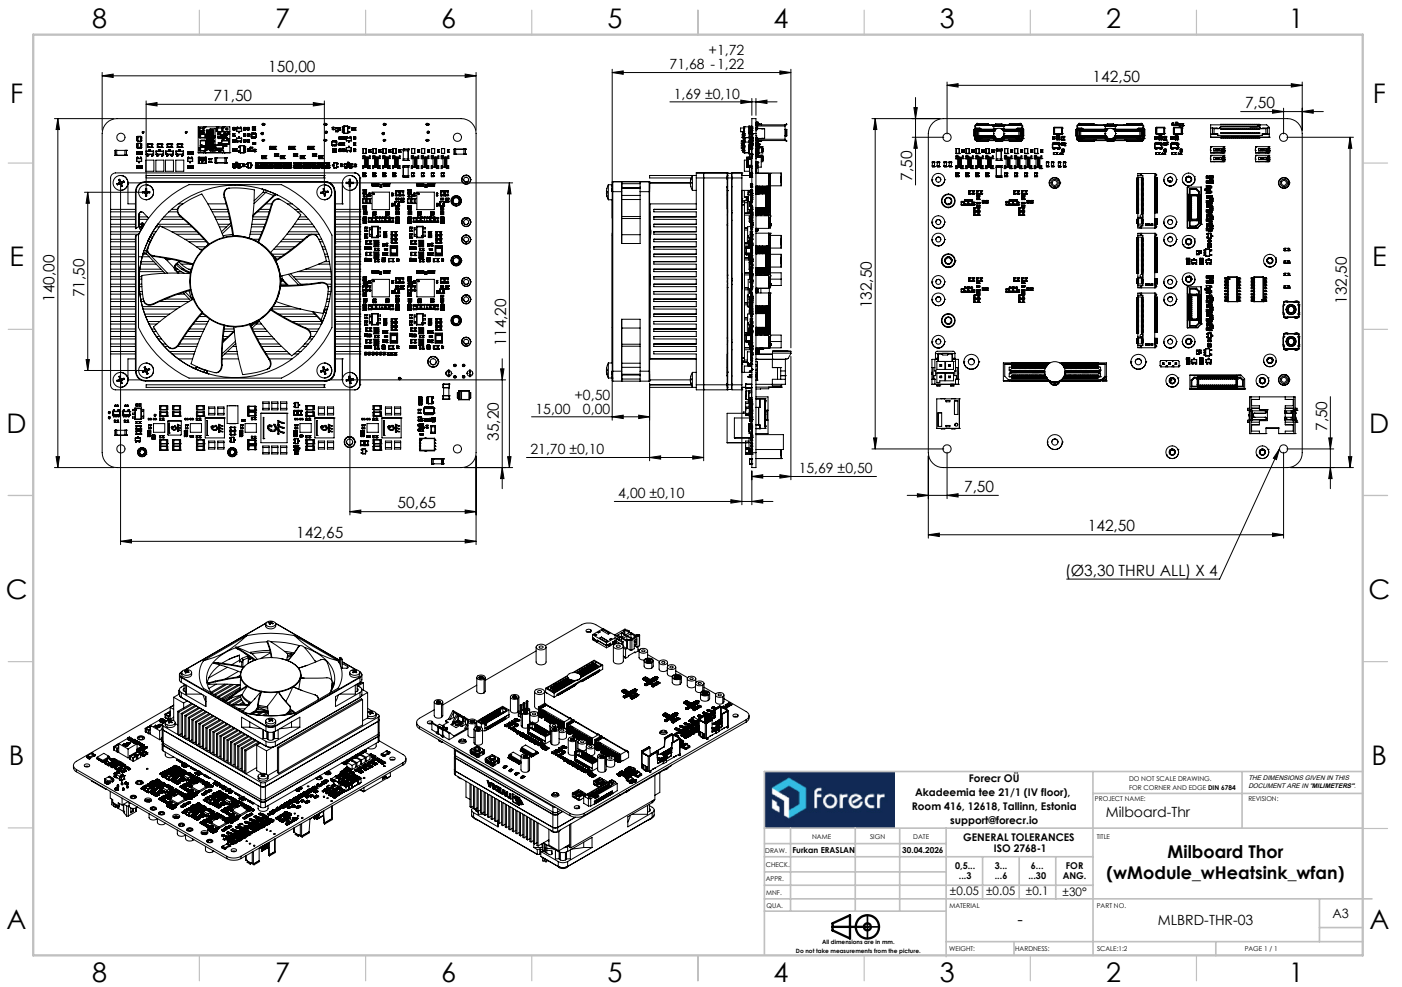 8 7 6 5 4 3 2 1
F
E
D
C
B
A
150,00
71,50
140,00
71,50
114,20
35,20
50,65
142,65
+1,72
71,68 -1,22
1,69 ±0,10
+0,50
15,00 0,00
21,70 ±0,10
15,69 ±0,50
4,00 ±0,10
142,50
7,50
7,50
132,50
132,50
7,50
7,50
142,50
(Ø3,30 THRU ALL) X 4
F
E
D
C
B
A
forecr
Forecr OÜ
Akadeemia tee 21/1 (IV floor),
Room 416, 12618, Tallinn, Estonia
support@forecr.io
DO NOT SCALE DRAWING.
FOR CORNER AND EDGE DIN 6784
THE DIMENSIONS GIVEN IN THIS
DOCUMENT ARE IN "MILIMETERS".
PROJECT NAME:
Milboard-Thr
REVISION:
NAME SIGN DATE
DRAW. Furkan ERASLAN 30.04.2026
CHECK.
APPR.
MNF.
QUA.
GENERAL TOLERANCES
ISO 2768-1
0,5... ...3
3... ...6
6... ...30
FOR ANG.
±0.05 ±0.05 ±0.1 ±30°
TITLE
Milboard Thor
(wModule_wHeatsink_wfan)
MATERIAL
-
PART NO.
MLBRD-THR-03
A3
All dimensions are in mm.
Do not take measurements from the picture.
WEIGHT:
HARDNESS:
SCALE:1:2
PAGE 1 / 1
8 7 6 5 4 3 2 1